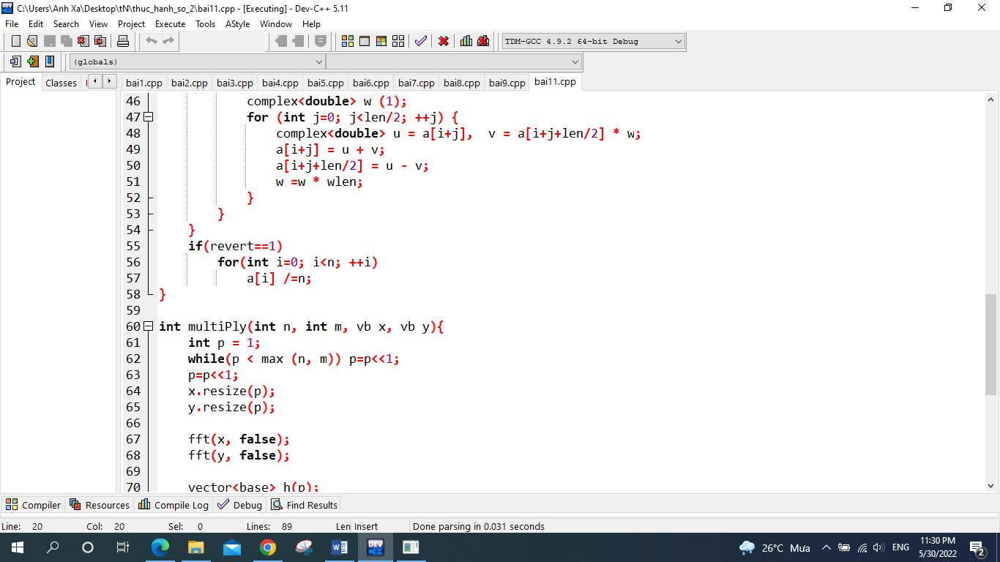 C:\Users\Anh Xa\Desktop\tN\thuc_hanh_so_2\bai11.cpp - [Executing] - Dev-C++ 5.11
File Edit Search View Project Execute Tools AStyle Window Help
TDM-GCC 4.9.2 64-bit Debug
(globals)
Project Classes
bai1.cpp bai2.cpp bai3.cpp bai4.cpp bai5.cpp bai6.cpp bai7.cpp bai8.cpp bai9.cpp bai11.cpp
46 complex<double> w (1);
47 for (int j=0; j<len/2; ++j) {
48 complex<double> u = a[i+j], v = a[i+j+len/2] * w;
49 a[i+j] = u + v;
50 a[i+j+len/2] = u - v;
51 w =w * wlen;
52 }
53 }
54 }
55 if(revert==1)
56 for(int i=0; i<n; ++i)
57 a[i] /=n;
58 }
59
60 int multiPly(int n, int m, vb x, vb y){
61 int p = 1;
62 while(p < max (n, m)) p=p<<1;
63 p=p<<1;
64 x.resize(p);
65 y.resize(p);
66
67 fft(x, false);
68 fft(y, false);
69
70 vector<base> h(p);
Compiler Resources Compile Log Debug Find Results
Line: 20 Col: 20 Sel: 0 Lines: 89 Len Insert Done parsing in 0.031 seconds
DEV
26°C Mưa ENG
11:30 PM
5/30/2022
2